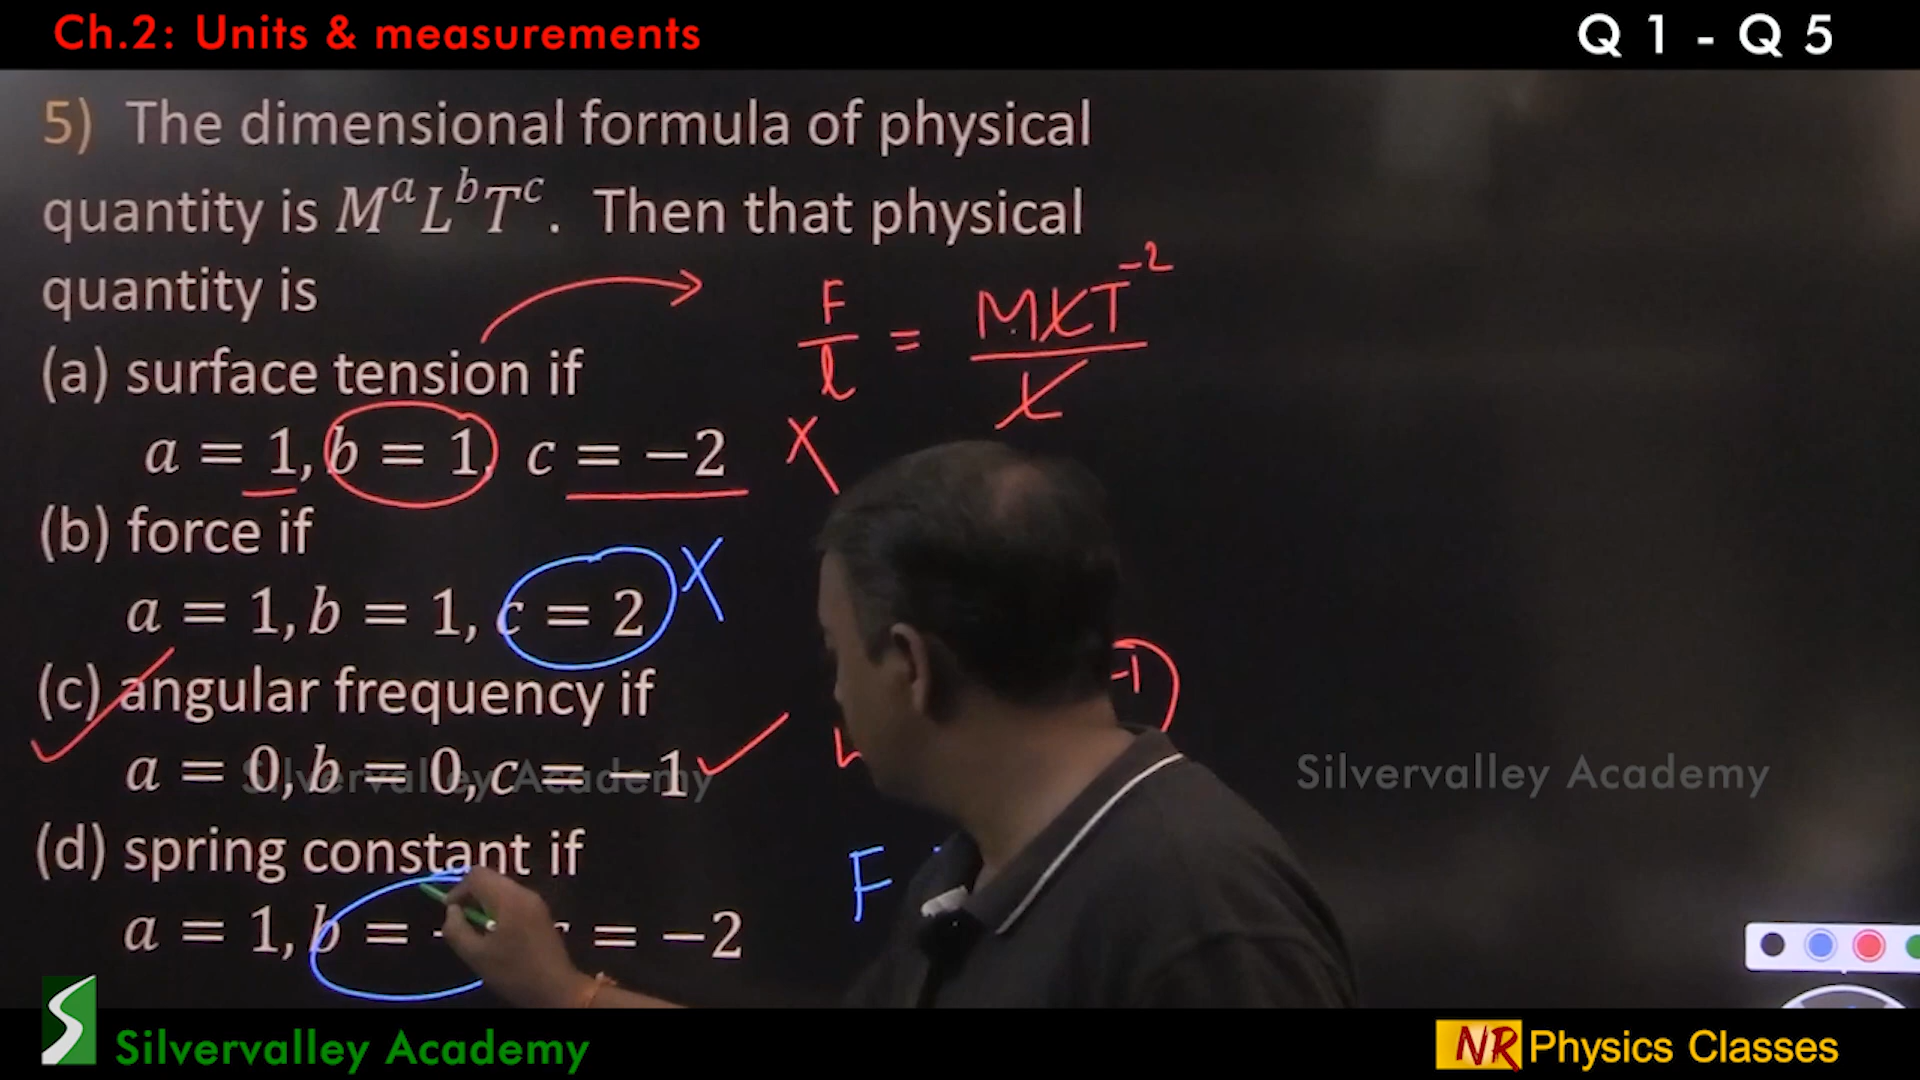 Ch.2: Units & measurements
Q 1 - Q 5
5) The dimensional formula of physical
quantity is MᵃLᵇTᶜ. Then that physical
quantity is
(a) surface tension if
a = 1, b = 1, c = −2 X
F/l = MLT⁻²/L
(b) force if
a = 1, b = 1, c = 2 X
(c) angular frequency if
-1
a = 0, b = 0, c = −1
Silvervalley Academy
Silvervalley Academy
(d) spring constant if
F
a = 1, b = = −2
Silvervalley Academy
NR Physics Classes